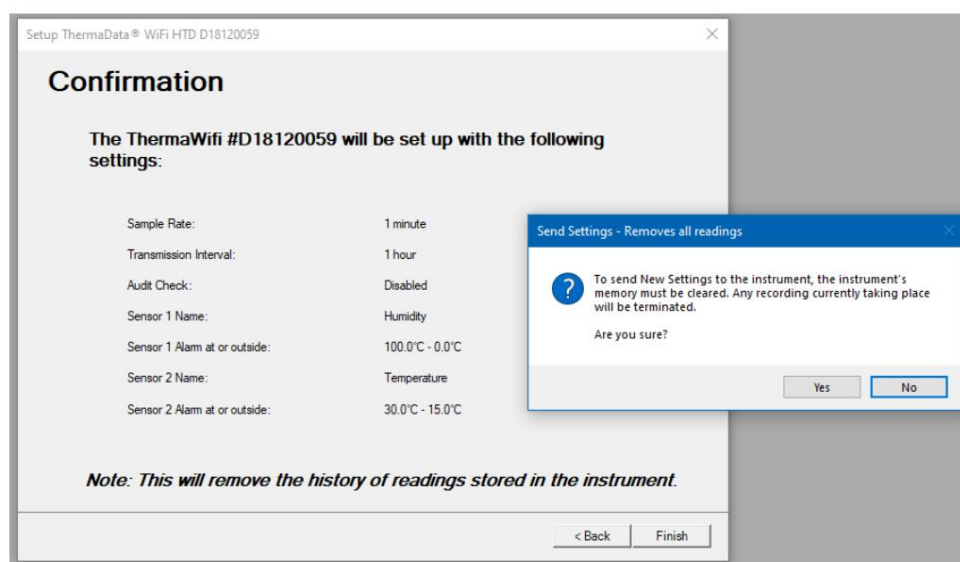 Setup ThermaData® WiFi HTD D18120059
Confirmation
The ThermaWifi #D18120059 will be set up with the following
settings:
Sample Rate: 1 minute
Transmission Interval: 1 hour
Audit Check: Disabled
Sensor 1 Name: Humidity
Sensor 1 Alarm at or outside: 100.0°C - 0.0°C
Sensor 2 Name: Temperature
Sensor 2 Alarm at or outside: 30.0°C - 15.0°C
Note: This will remove the history of readings stored in the instrument.
< Back Finish
Send Settings - Removes all readings
To send New Settings to the instrument, the instrument's
memory must be cleared. Any recording currently taking place
will be terminated.
Are you sure?
Yes No